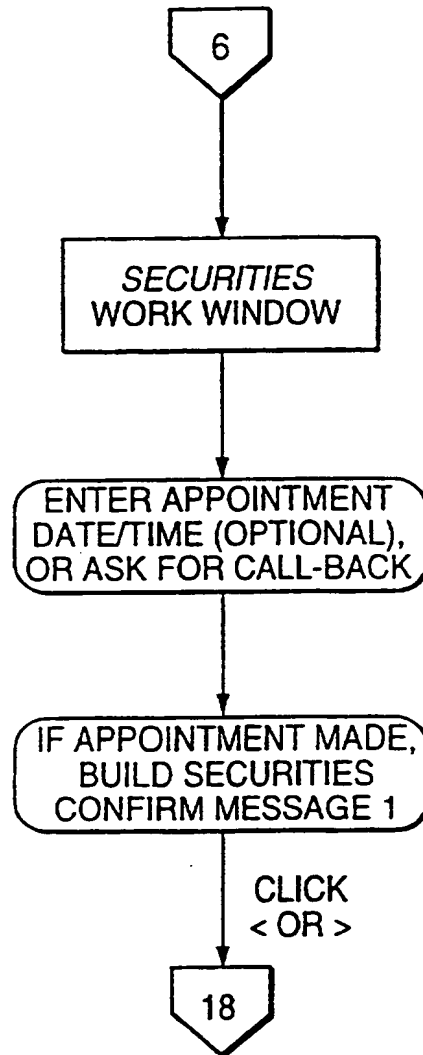 6
SECURITIES
WORK WINDOW
ENTER APPOINTMENT
DATE/TIME (OPTIONAL),
OR ASK FOR CALL-BACK
IF APPOINTMENT MADE,
BUILD SECURITIES
CONFIRM MESSAGE 1
CLICK
< OR >
18